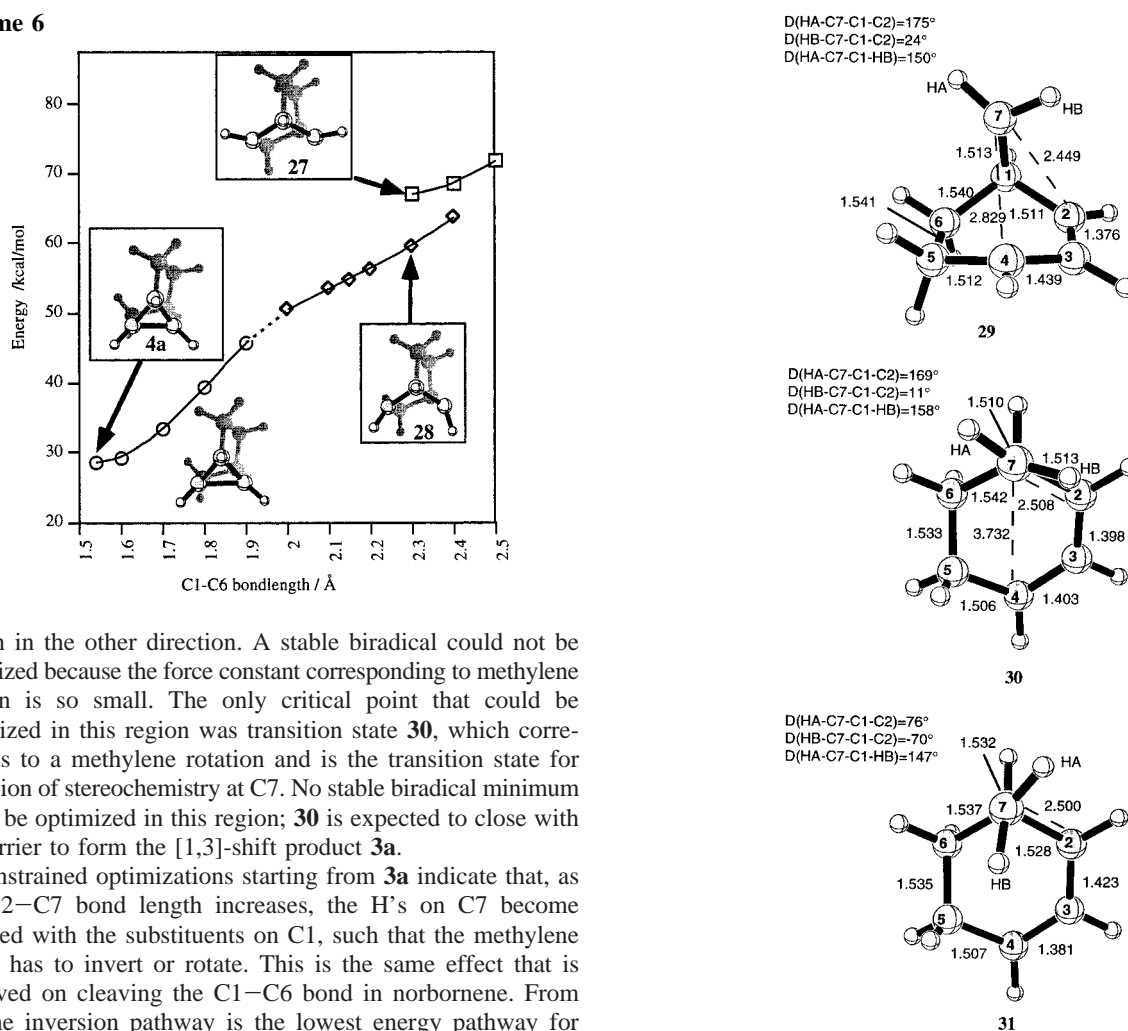 ne 6
Energy /kcal/mol
80
70
60
50
40
30
20
27
4a
28
1.5
1.6
1.7
1.8
1.9
2
2.1
2.2
2.3
2.4
2.5
C1-C6 bondlength / Å
in the other direction. A stable biradical could not be
ized because the force constant corresponding to methylene
n is so small. The only critical point that could be
ized in this region was transition state 30, which corre-
s to a methylene rotation and is the transition state for
ion of stereochemistry at C7. No stable biradical minimum
be optimized in this region; 30 is expected to close with
rrier to form the [1,3]-shift product 3a.
nstrained optimizations starting from 3a indicate that, as
2−C7 bond length increases, the H's on C7 become
ed with the substituents on C1, such that the methylene
has to invert or rotate. This is the same effect that is
ved on cleaving the C1−C6 bond in norbornene. From
ne inversion pathway is the lowest energy pathway for
D(HA-C7-C1-C2)=175°
D(HB-C7-C1-C2)=24°
D(HA-C7-C1-HB)=150°
HA
HB
7
1.513
2.449
1
1.540
1.541
2.829
1.511
2
6
1.376
5
4
3
1.512
1.439
29
D(HA-C7-C1-C2)=169°
D(HB-C7-C1-C2)=11°
D(HA-C7-C1-HB)=158°
1.510
HA
7
1.513
HB
6
1.542
2.508
2
1.533
3.732
1.398
3
5
4
1.506
1.403
30
D(HA-C7-C1-C2)=76°
D(HB-C7-C1-C2)=-70°
D(HA-C7-C1-HB)=147°
1.532
HA
7
1.537
2.500
6
1.528
2
HB
1.535
1.423
3
5
4
1.507
1.381
31